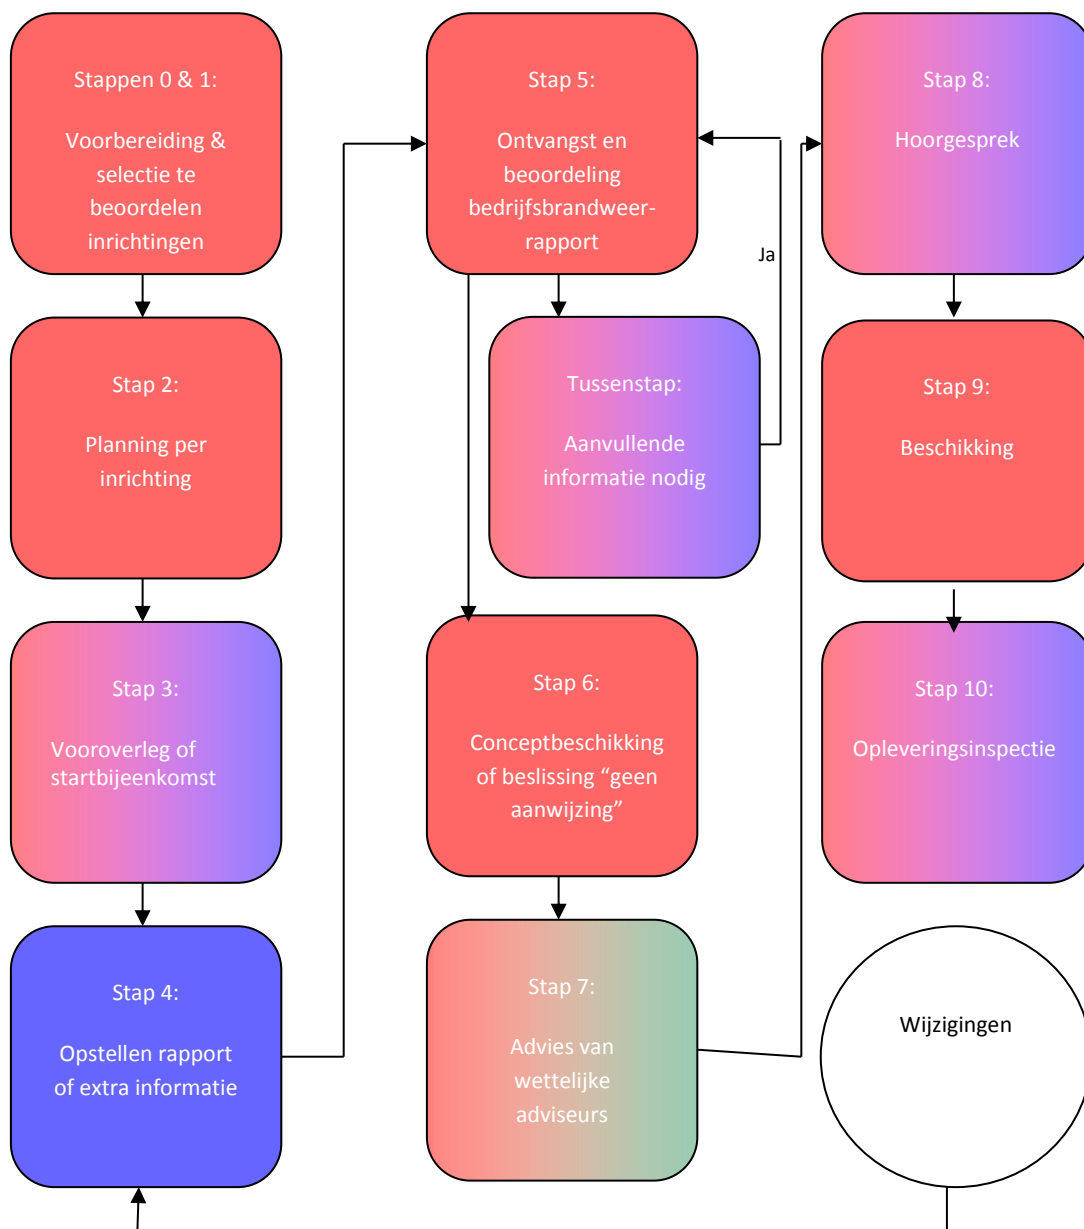 Stappen 0 & 1:
Voorbereiding &
selectie te
beoordelen
inrichtingen
Stap 2:
Planning per
inrichting
Stap 3:
Vooroverleg of
startbijeenkomst
Stap 4:
Opstellen rapport
of extra informatie
Stap 5:
Ontvangst en
beoordeling
bedrijfsbrandweer-
rapport
Ja
Tussenstap:
Aanvullende
informatie nodig
Stap 6:
Conceptbeschikking
of beslissing “geen
aanwijzing”
Stap 7:
Advies van
wettelijke
adviseurs
Stap 8:
Hoorgesprek
Stap 9:
Beschikking
Stap 10:
Opleveringsinspectie
Wijzigingen